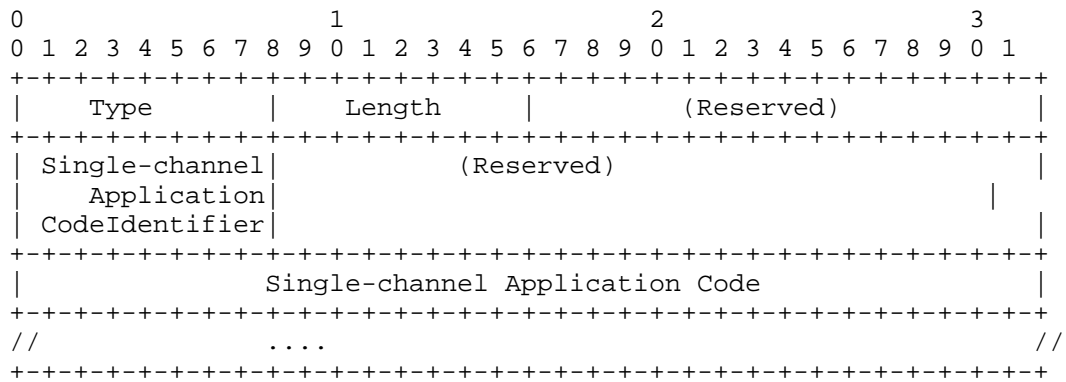 0                   1                   2                   3
0 1 2 3 4 5 6 7 8 9 0 1 2 3 4 5 6 7 8 9 0 1 2 3 4 5 6 7 8 9 0 1
+-+-+-+-+-+-+-+-+-+-+-+-+-+-+-+-+-+-+-+-+-+-+-+-+-+-+-+-+-+-+-+-+
|    Type       |    Length     |         (Reserved)            |
+-+-+-+-+-+-+-+-+-+-+-+-+-+-+-+-+-+-+-+-+-+-+-+-+-+-+-+-+-+-+-+-+
| Single-channel|           (Reserved)                          |
|    Application|                                            |
| CodeIdentifier|                                               |
+-+-+-+-+-+-+-+-+-+-+-+-+-+-+-+-+-+-+-+-+-+-+-+-+-+-+-+-+-+-+-+-+
|               Single-channel Application Code                 |
+-+-+-+-+-+-+-+-+-+-+-+-+-+-+-+-+-+-+-+-+-+-+-+-+-+-+-+-+-+-+-+-+
//              ....                                            //
+-+-+-+-+-+-+-+-+-+-+-+-+-+-+-+-+-+-+-+-+-+-+-+-+-+-+-+-+-+-+-+-+